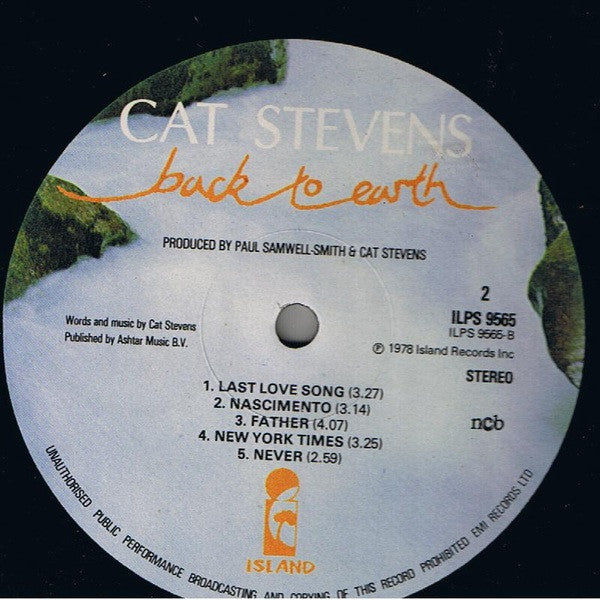 CAT STEVENS
back to earth
PRODUCED BY PAUL SAMWELL-SMITH & CAT STEVENS
2
ILPS 9565
ILPS 9565-B
Words and music by Cat Stevens
Published by Ashtar Music B.V.
℗ 1978 Island Records Inc
STEREO
1. LAST LOVE SONG (3.27)
2. NASCIMENTO (3.14)
3. FATHER (4.07)
4. NEW YORK TIMES (3.25)
5. NEVER (2.59)
ncb
ISLAND
UNAUTHORISED PUBLIC PERFORMANCE BROADCASTING AND COPYING OF THIS RECORD PROHIBITED EMI RECORDS LTD